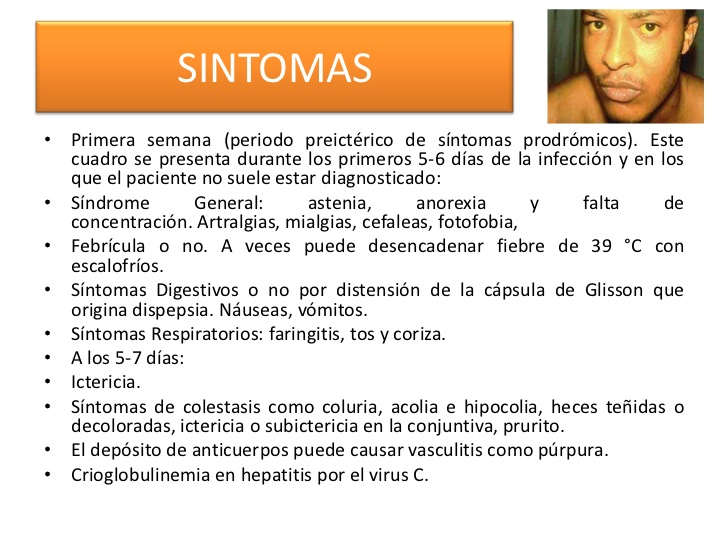 SINTOMAS
• Primera semana (periodo preictérico de síntomas prodrómicos). Este
cuadro se presenta durante los primeros 5-6 días de la infección y en los
que el paciente no suele estar diagnosticado:
• Síndrome General: astenia, anorexia y falta de
concentración. Artralgias, mialgias, cefaleas, fotofobia,
• Febrícula o no. A veces puede desencadenar fiebre de 39 °C con
escalofríos.
• Síntomas Digestivos o no por distensión de la cápsula de Glisson que
origina dispepsia. Náuseas, vómitos.
• Síntomas Respiratorios: faringitis, tos y coriza.
• A los 5-7 días:
• Ictericia.
• Síntomas de colestasis como coluria, acolia e hipocolia, heces teñidas o
decoloradas, ictericia o subictericia en la conjuntiva, prurito.
• El depósito de anticuerpos puede causar vasculitis como púrpura.
• Crioglobulinemia en hepatitis por el virus C.